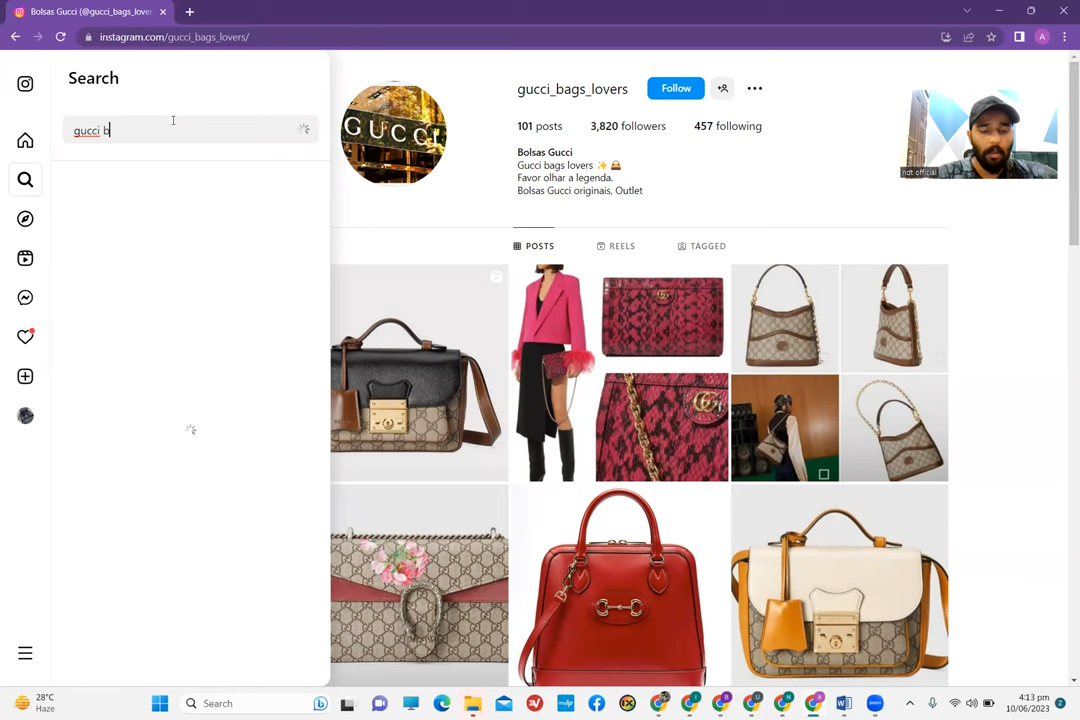 Bolsas Gucci (@gucci_bags_lover
instagram.com/gucci_bags_lovers/
A
Search
gucci b
GUCCI
gucci_bags_lovers
Follow
101 posts
3,820 followers
457 following
Bolsas Gucci
Gucci bags lovers ✨ 👜
Favor olhar a legenda.
Bolsas Gucci originais, Outlet
ndt official
POSTS
REELS
TAGGED
28°C
Haze
Search
4:13 pm
10/06/2023
2